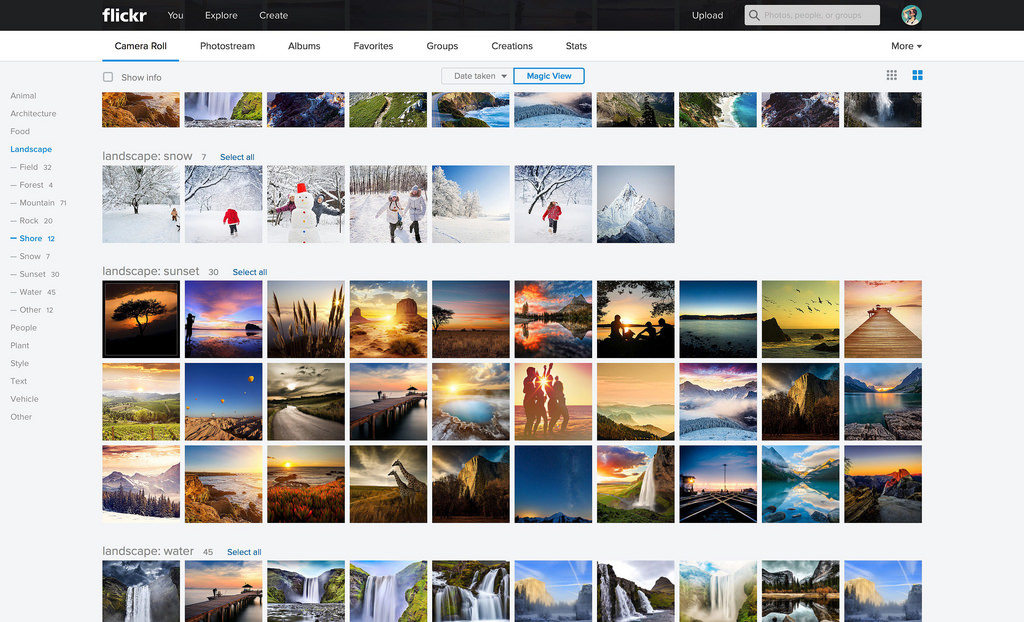 flickr You Explore Create Upload Photos, people, or groups
Camera Roll Photostream Albums Favorites Groups Creations Stats More
Show info Date taken Magic View
Animal
Architecture
Food
Landscape
— Field 32
— Forest 4
— Mountain 71
— Rock 20
— Shore 12
— Snow 7
— Sunset 30
— Water 45
— Other 12
People
Plant
Style
Text
Vehicle
Other
landscape: snow 7 Select all
landscape: sunset 30 Select all
landscape: water 45 Select all